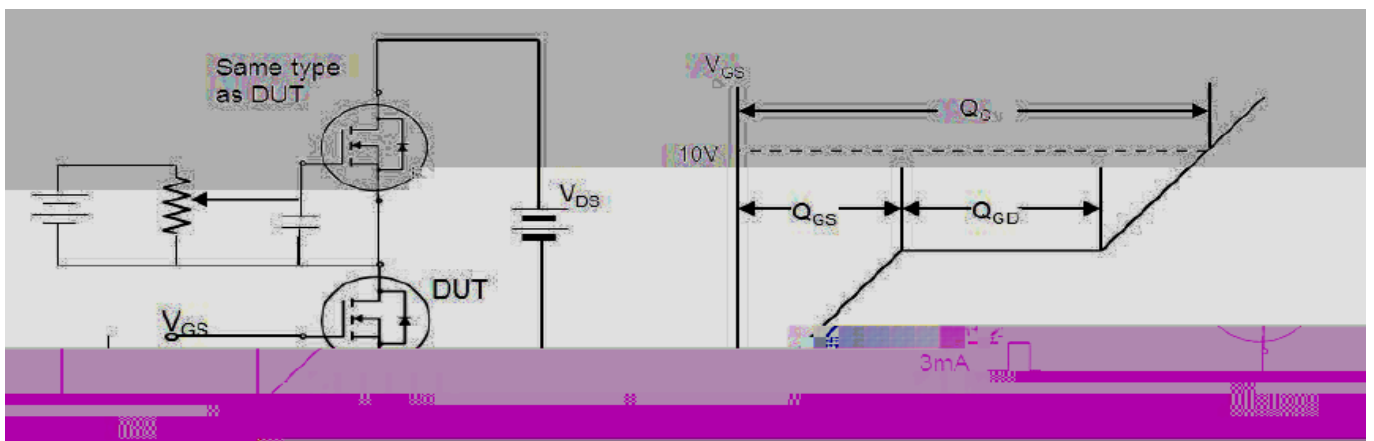 Same type
as DUT
VDS
DUT
VGS
VGS
QG
10V
QGS
QGD
3mA